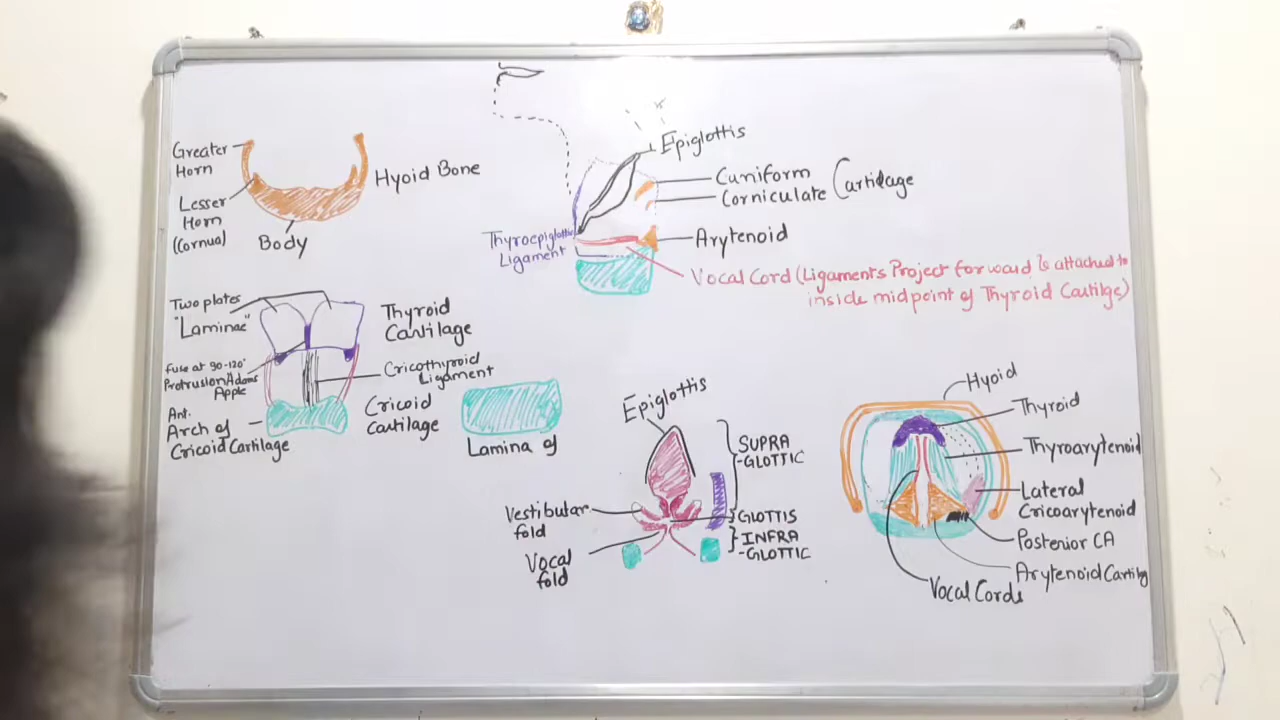 Greater
Horn
Lesser
Horn
(Cornua)
Body
Hyoid Bone
Epiglottis
Cuniform
Corniculate Cartilage
Arytenoid
Thyroepiglottic
Ligament
Vocal Cord (Ligaments Project forward & attached to
inside midpoint of Thyroid Cartilge)
Two plates
"Laminae"
Thyroid
Cartilage
Fuse at 90-120°
Protrusion/Adams
Apple
Cricothyroid
Ligament
Ant.
Arch of
Cricoid Cartilage
Cricoid
Cartilage
Lamina of
Epiglottis
SUPRA
-GLOTTIC
Vestibular
fold
GLOTTIS
INFRA
-GLOTTIC
Vocal
fold
Hyoid
Thyroid
Thyroarytenoid
Lateral
Cricoarytenoid
Posterior CA
Arytenoid Cartilg
Vocal Cords